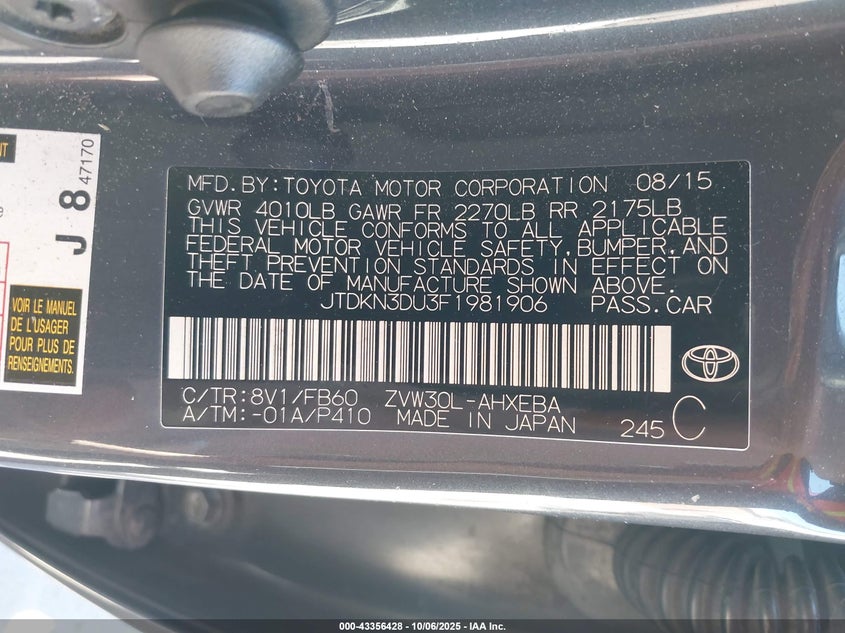 NT
J 8 47170
VOIR LE MANUEL
DE L'USAGER
POUR PLUS DE
RENSEIGNEMENTS.
MFD.BY:TOYOTA MOTOR CORPORATION 08/15
GVWR 4010LB GAWR FR 2270LB RR 2175LB
THIS VEHICLE CONFORMS TO ALL APPLICABLE
FEDERAL MOTOR VEHICLE SAFETY,BUMPER,AND
THEFT PREVENTION STANDARDS IN EFFECT ON
THE DATE OF MANUFACTURE SHOWN ABOVE.
JTDKN3DU3F1981906 PASS.CAR
C/TR:8V1/FB60 ZVW30L-AHXEBA
A/TM:-01A/P410 MADE IN JAPAN 245 C
000-43356428 - 10/06/2025 - IAA Inc.